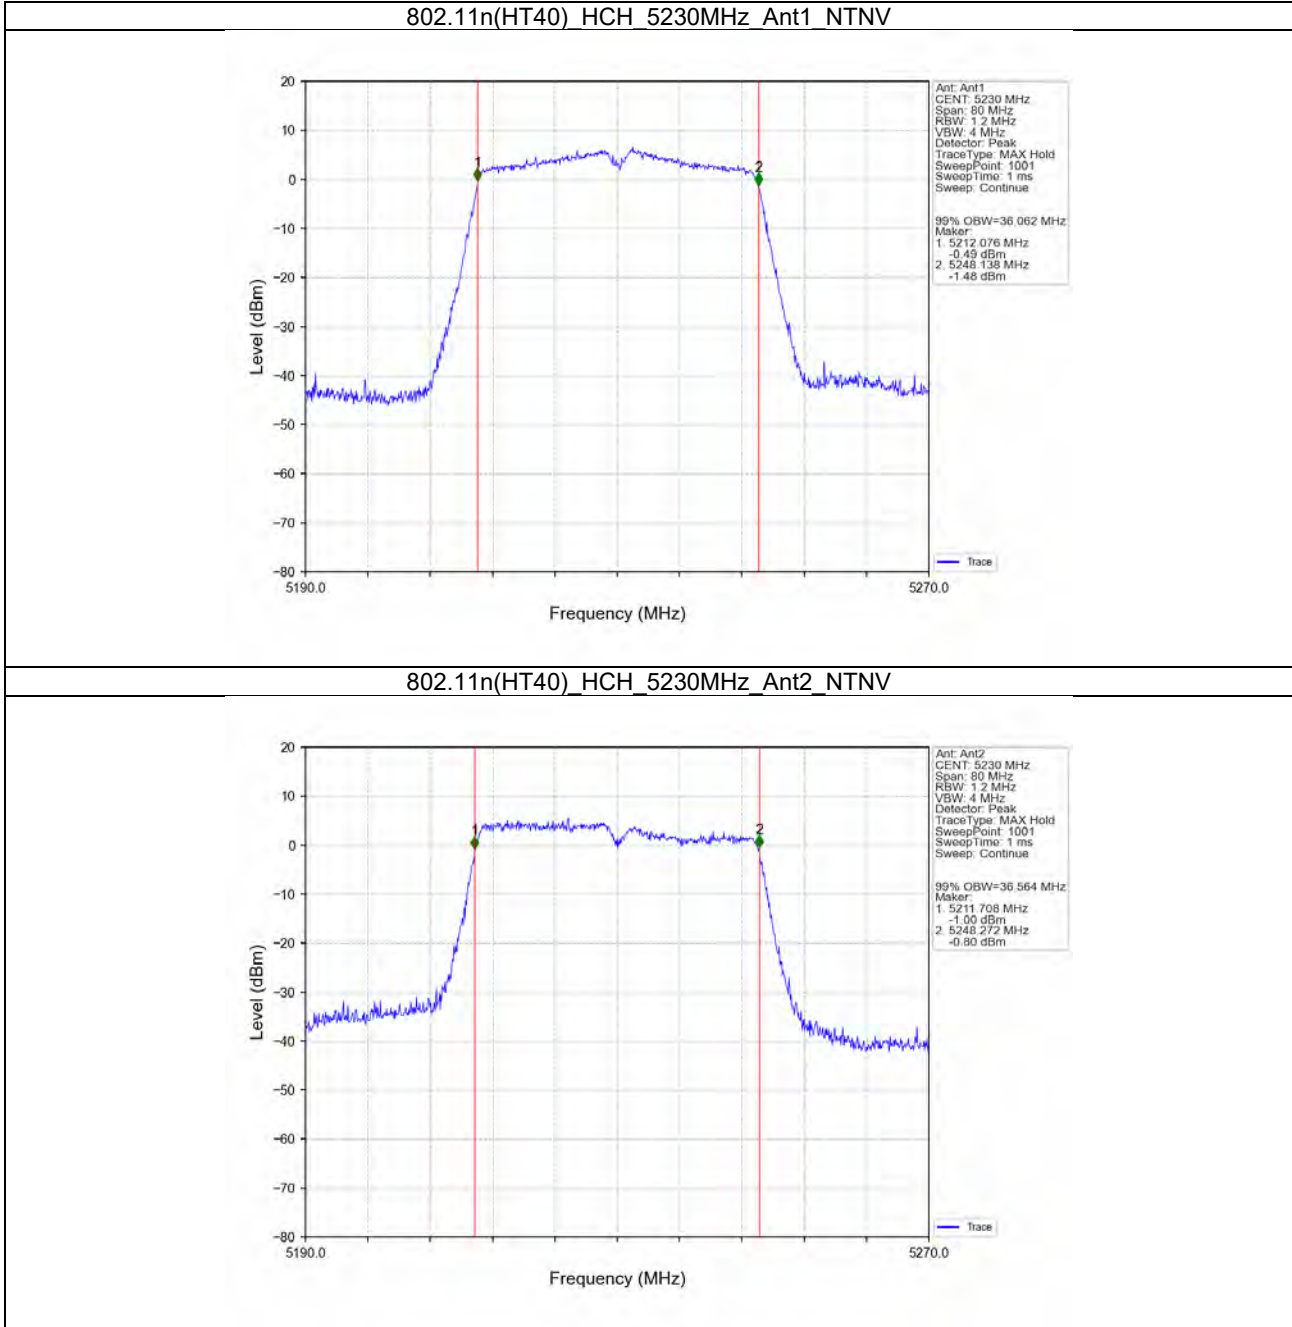 802.11n(HT40)_HCH_5230MHz_Ant1_NTNV
20
10
0
-10
-20
-30
-40
-50
-60
-70
-80
Level (dBm)
1
2
5190.0
5270.0
Frequency (MHz)
Ant: Ant1
CENT: 5230 MHz
Span: 80 MHz
RBW: 1.2 MHz
VBW: 4 MHz
Detector: Peak
TraceType: MAX Hold
SweepPoint: 1001
SweepTime: 1 ms
Sweep: Continue
99% OBW=36.062 MHz
Maker:
1. 5212.076 MHz
-0.49 dBm
2. 5248.138 MHz
-1.48 dBm
Trace
802.11n(HT40)_HCH_5230MHz_Ant2_NTNV
20
10
0
-10
-20
-30
-40
-50
-60
-70
-80
Level (dBm)
1
2
5190.0
5270.0
Frequency (MHz)
Ant: Ant2
CENT: 5230 MHz
Span: 80 MHz
RBW: 1.2 MHz
VBW: 4 MHz
Detector: Peak
TraceType: MAX Hold
SweepPoint: 1001
SweepTime: 1 ms
Sweep: Continue
99% OBW=36.564 MHz
Maker:
1. 5211.708 MHz
-1.00 dBm
2. 5248.272 MHz
-0.80 dBm
Trace